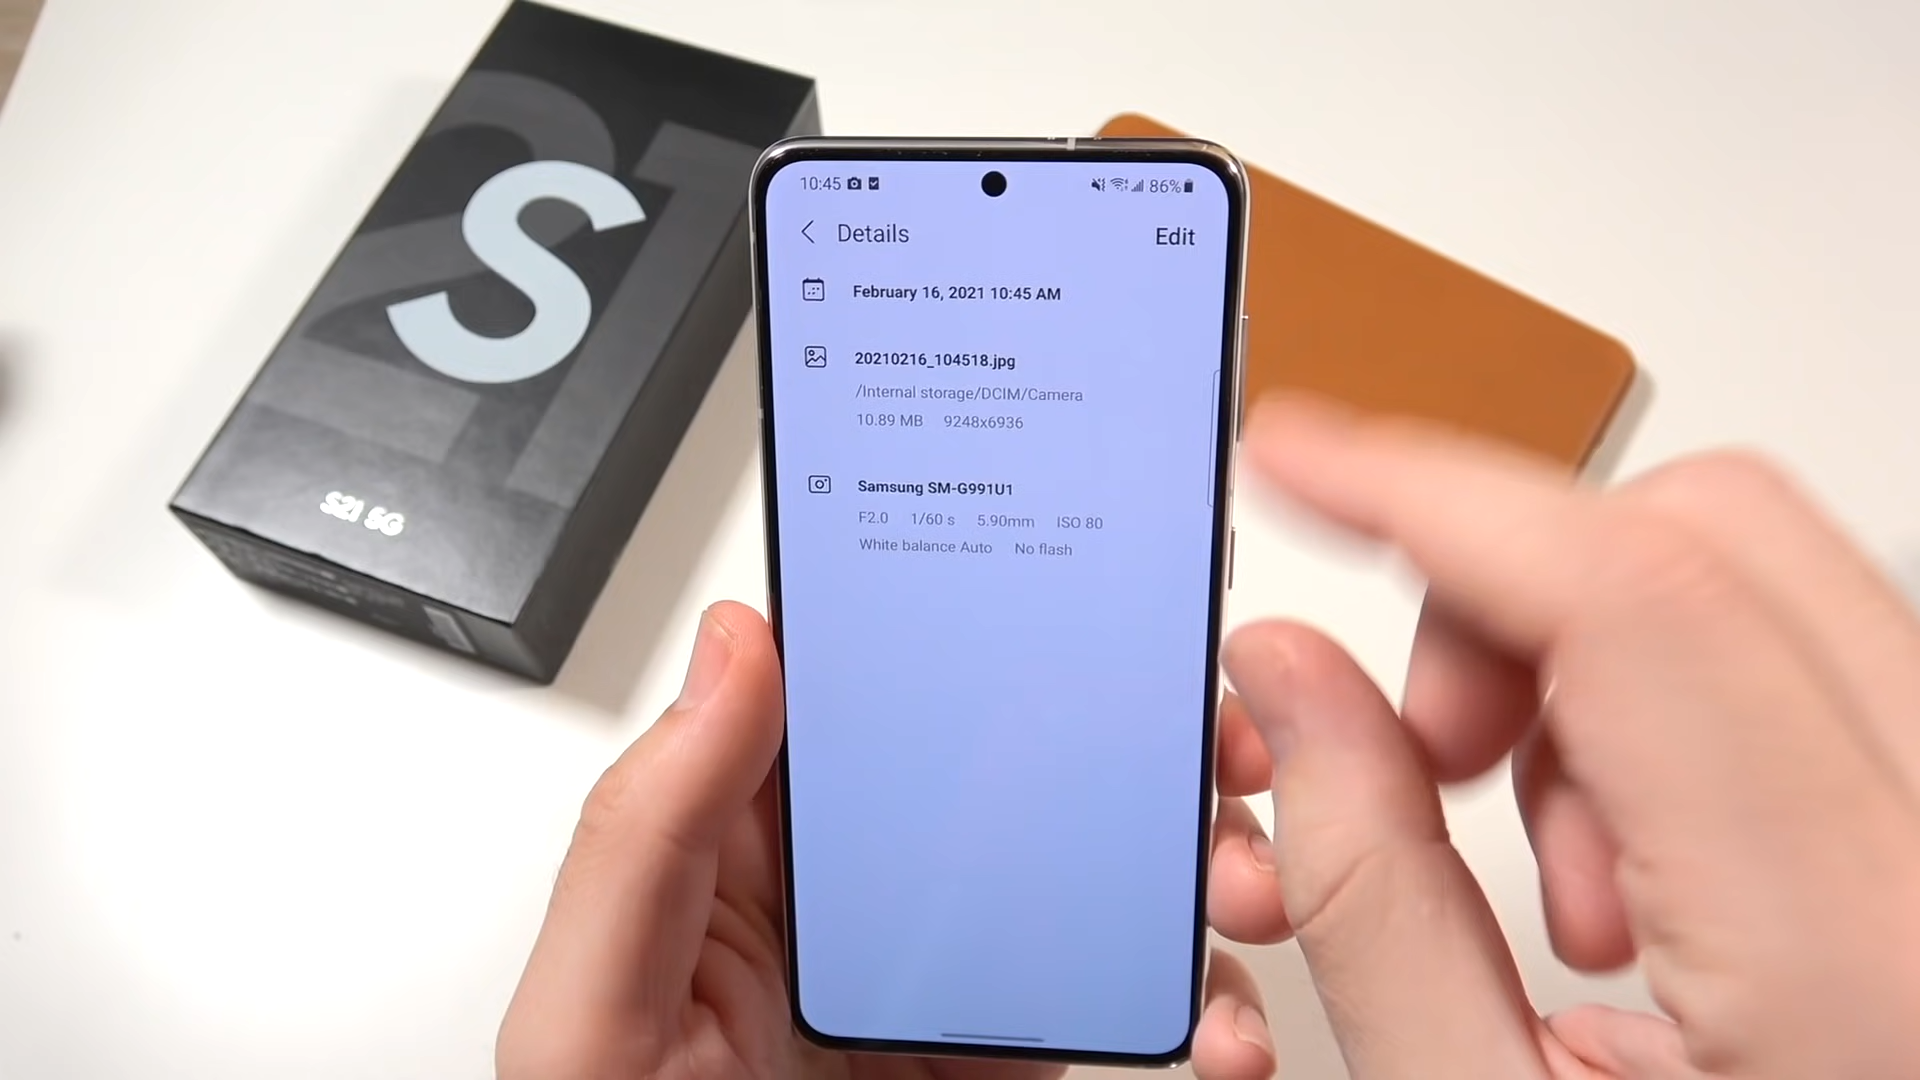 21
S
S21 5G
10:45 86%
Details Edit
February 16, 2021 10:45 AM
20210216_104518.jpg
/Internal storage/DCIM/Camera
10.89 MB 9248x6936
Samsung SM-G991U1
F2.0 1/60 s 5.90mm ISO 80
White balance Auto No flash